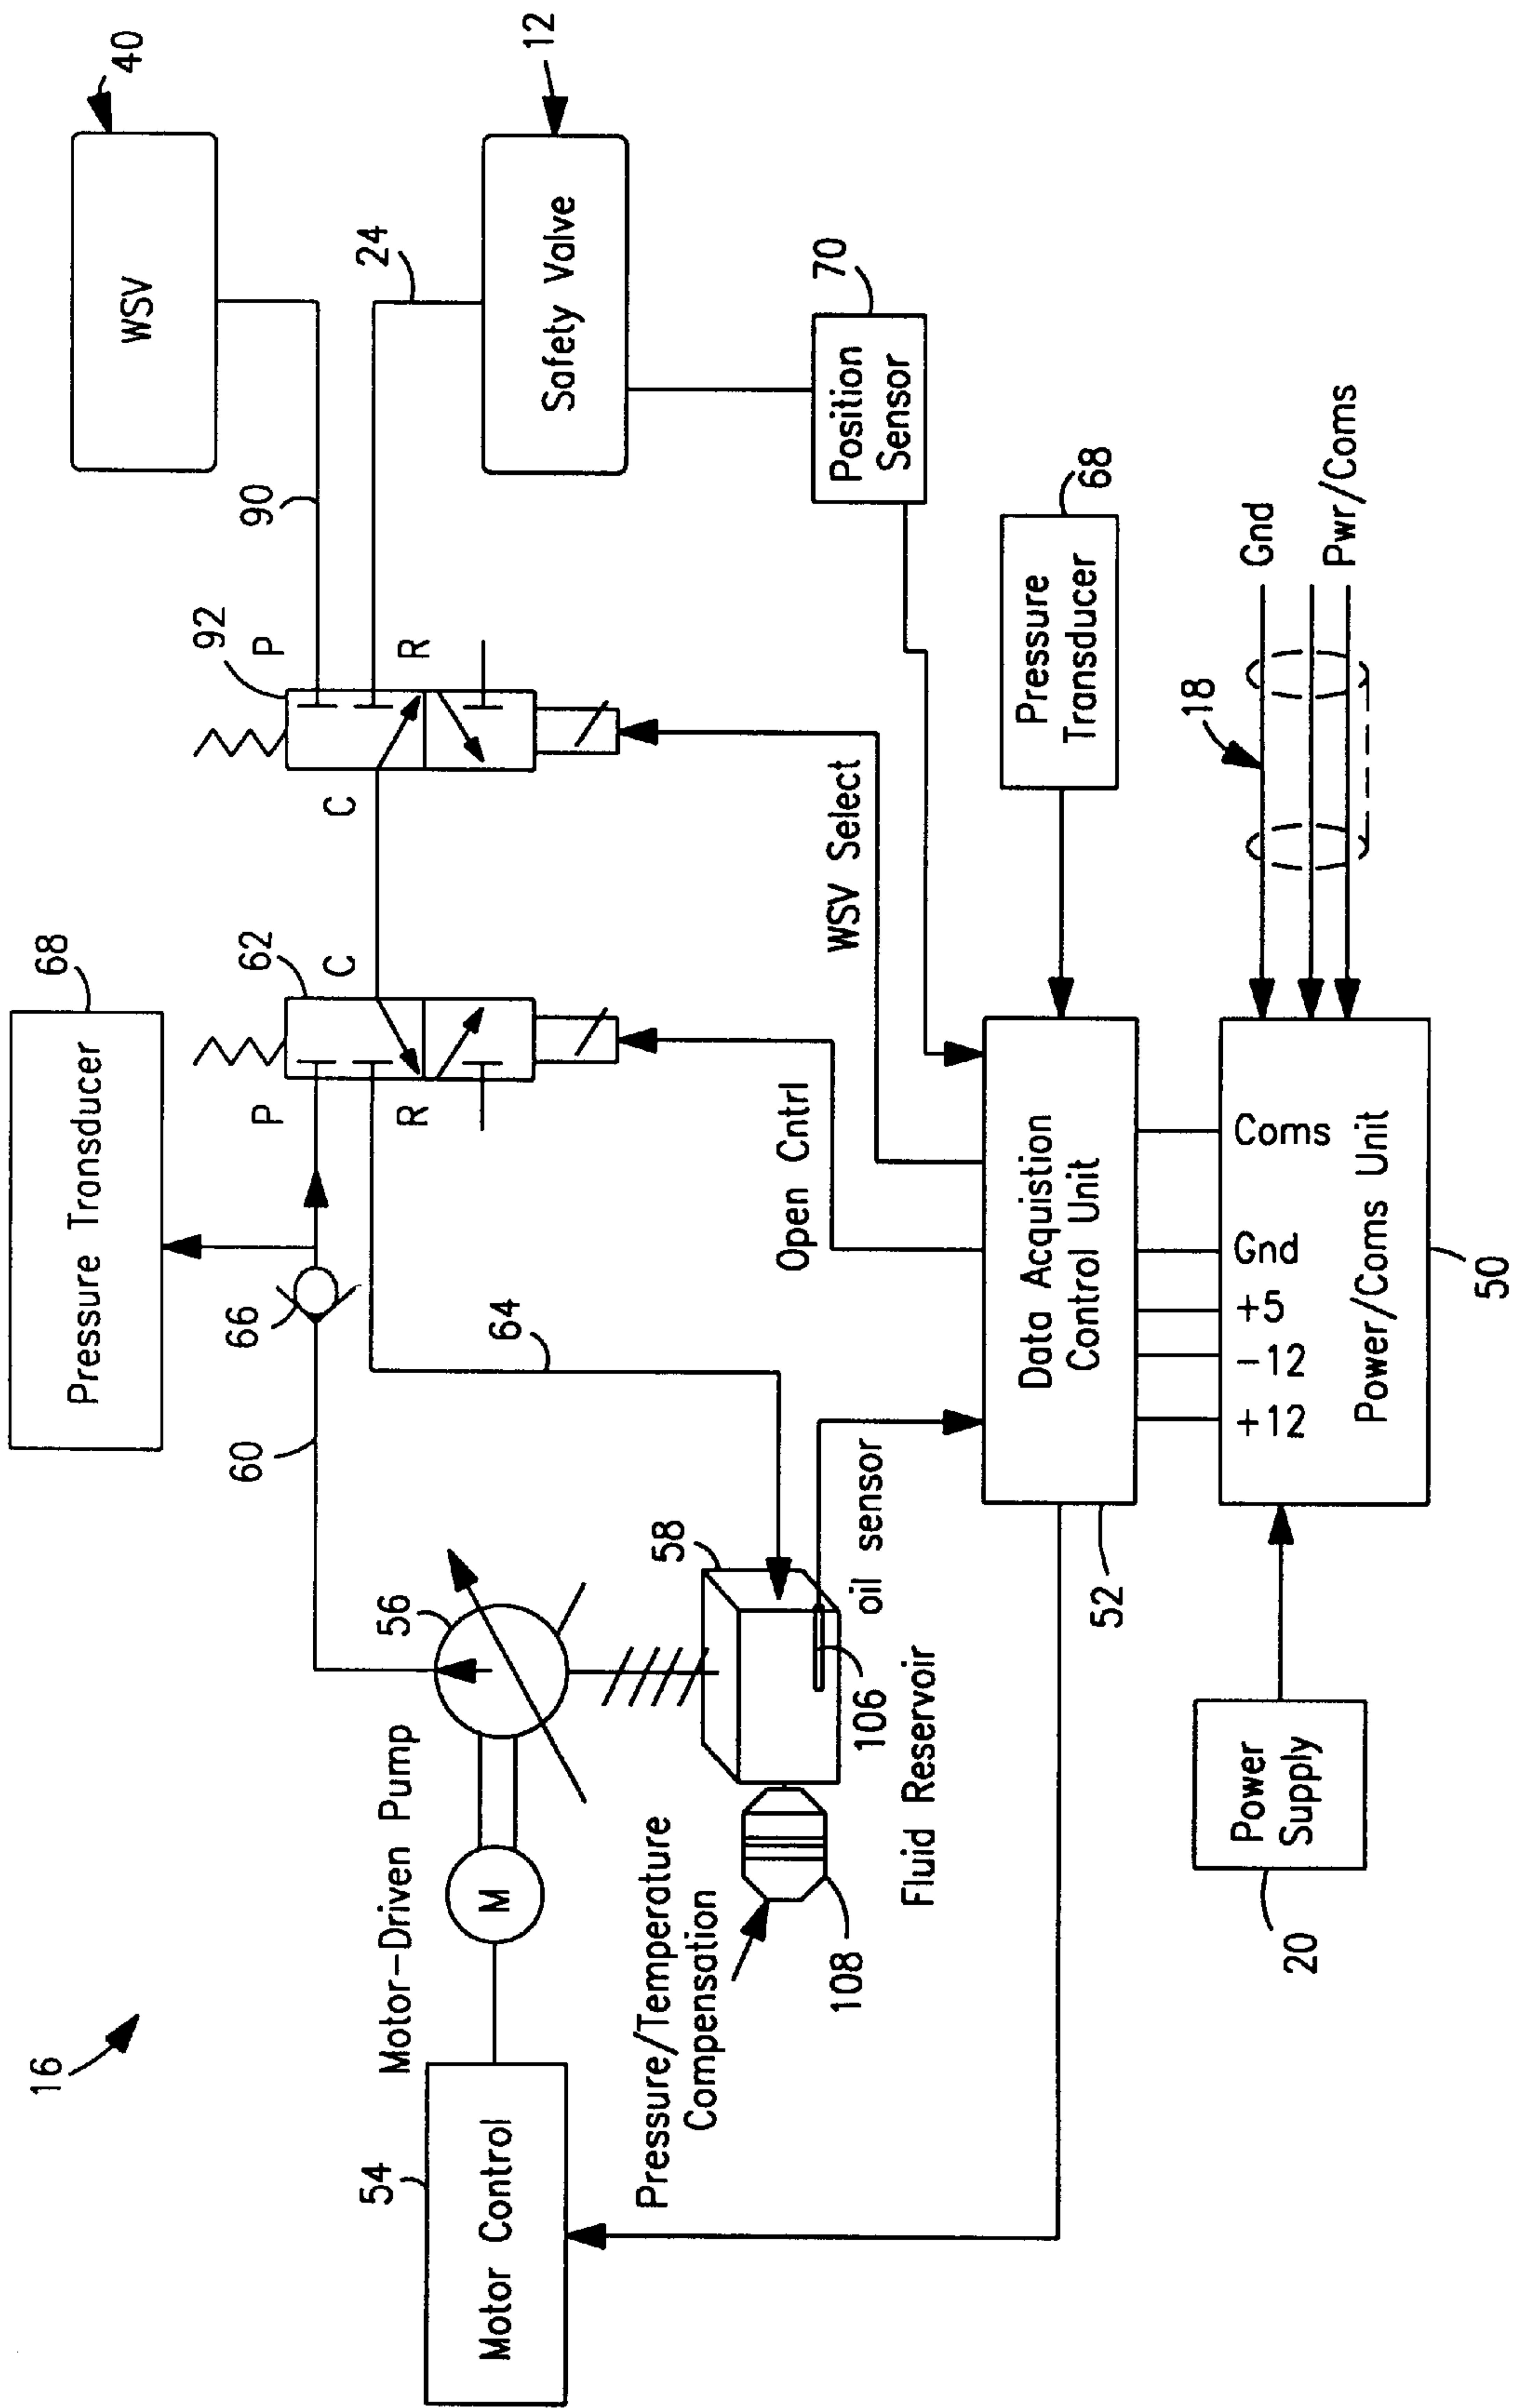 16
68
Pressure Transducer
40
WSV
60
66
P
62
C
C
92
P
90
24
R
R
12
Safety Valve
54
Motor Control
Motor-Driven Pump
M
56
64
Pressure/Temperature
Compensation
58
108
106
oil sensor
Fluid Reservoir
Open Cntrl
WSV Select
70
Position
Sensor
68
Pressure
Transducer
52
Data Acquistion
Control Unit
18
Gnd
Pwr/Coms
20
Power
Supply
+12
-12
+5
Gnd
Coms
Power/Coms Unit
50